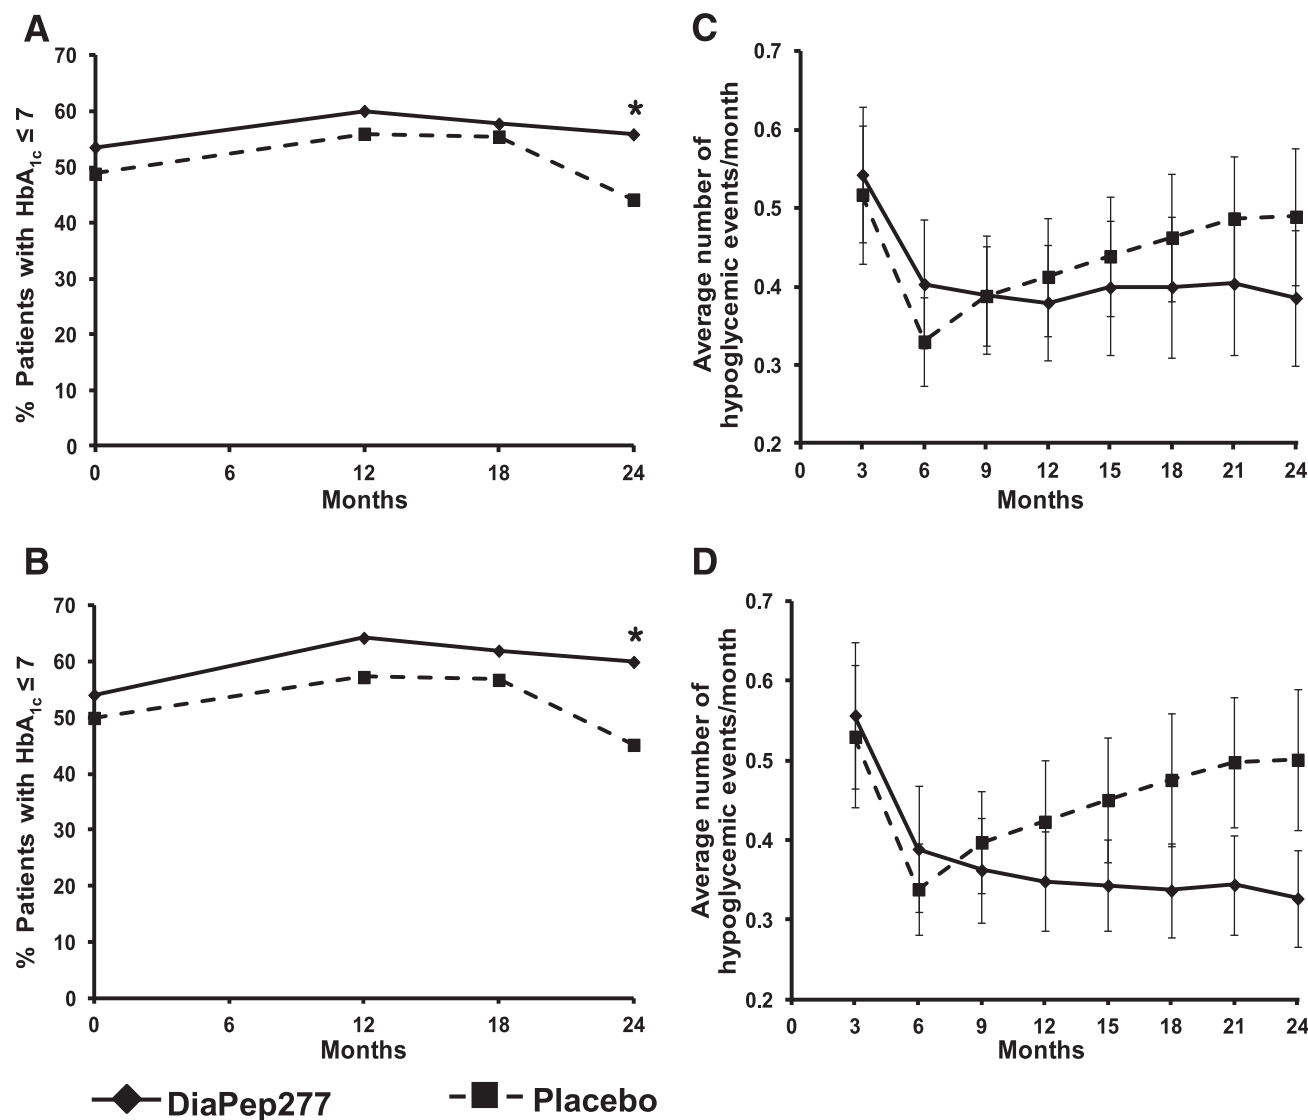 A
% Patients with HbA1c ≤ 7
70
60
50
40
30
20
10
0
*
0 6 12 18 24
Months
C
Average number of
hypoglycemic events/month
0.7
0.6
0.5
0.4
0.3
0.2
0 3 6 9 12 15 18 21 24
Months
B
% Patients with HbA1c ≤ 7
70
60
50
40
30
20
10
0
*
0 6 12 18 24
Months
D
Average number of
hypoglycemic events/month
0.7
0.6
0.5
0.4
0.3
0.2
0 3 6 9 12 15 18 21 24
Months
DiaPep277 Placebo